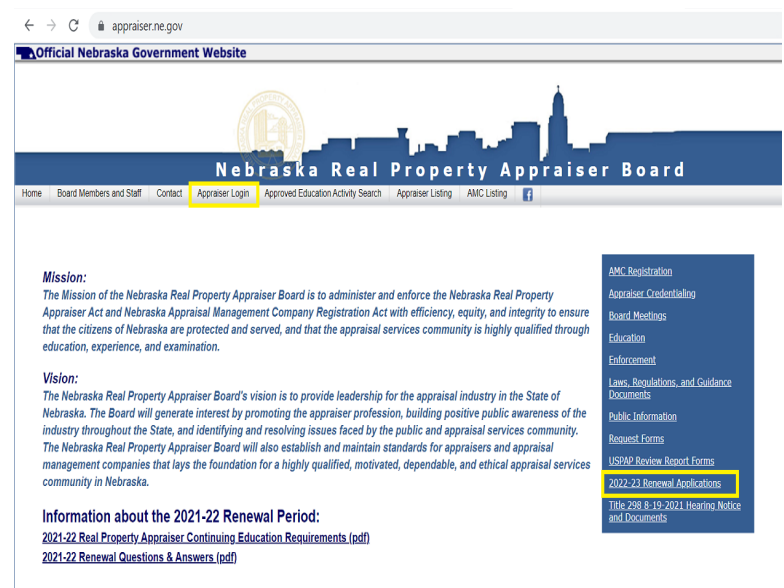 appraiser.ne.gov
Official Nebraska Government Website
Nebraska Real Property Appraiser Board
Home Board Members and Staff Contact Appraiser Login Approved Education Activity Search Appraiser Listing AMC Listing
Mission:
The Mission of the Nebraska Real Property Appraiser Board is to administer and enforce the Nebraska Real Property
Appraiser Act and Nebraska Appraisal Management Company Registration Act with efficiency, equity, and integrity to ensure
that the citizens of Nebraska are protected and served, and that the appraisal services community is highly qualified through
education, experience, and examination.
Vision:
The Nebraska Real Property Appraiser Board's vision is to provide leadership for the appraisal industry in the State of
Nebraska. The Board will generate interest by promoting the appraiser profession, building positive public awareness of the
industry throughout the State, and identifying and resolving issues faced by the public and appraisal services community.
The Nebraska Real Property Appraiser Board will also establish and maintain standards for appraisers and appraisal
management companies that lays the foundation for a highly qualified, motivated, dependable, and ethical appraisal services
community in Nebraska.
Information about the 2021-22 Renewal Period:
2021-22 Real Property Appraiser Continuing Education Requirements (pdf)
2021-22 Renewal Questions & Answers (pdf)
AMC Registration
Appraiser Credentialing
Board Meetings
Education
Enforcement
Laws, Regulations, and Guidance
Documents
Public Information
Request Forms
USPAP Review Report Forms
2022-23 Renewal Applications
Title 298 8-19-2021 Hearing Notice
and Documents